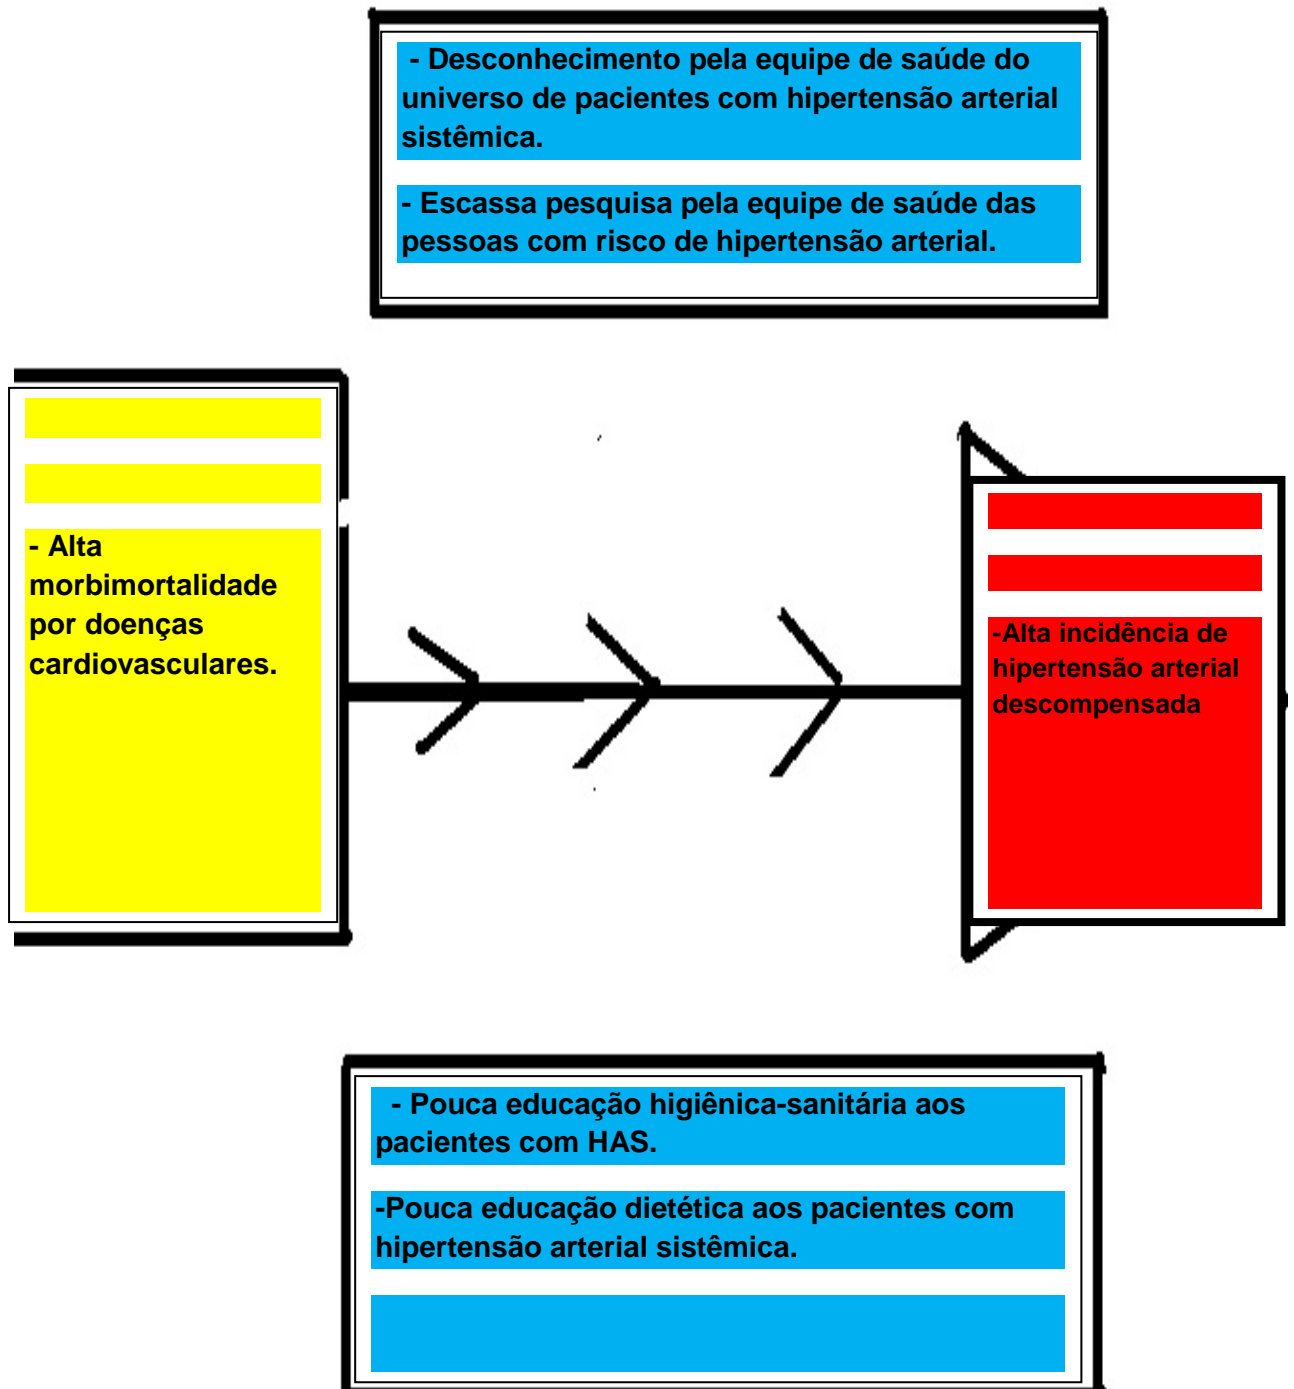 - Desconhecimento pela equipe de saúde do
universo de pacientes com hipertensão arterial
sistêmica.
- Escassa pesquisa pela equipe de saúde das
pessoas com risco de hipertensão arterial.
- Alta
morbimortalidade
por doenças
cardiovasculares.
-Alta incidência de
hipertensão arterial
descompensada
- Pouca educação higiênica-sanitária aos
pacientes com HAS.
-Pouca educação dietética aos pacientes com
hipertensão arterial sistêmica.